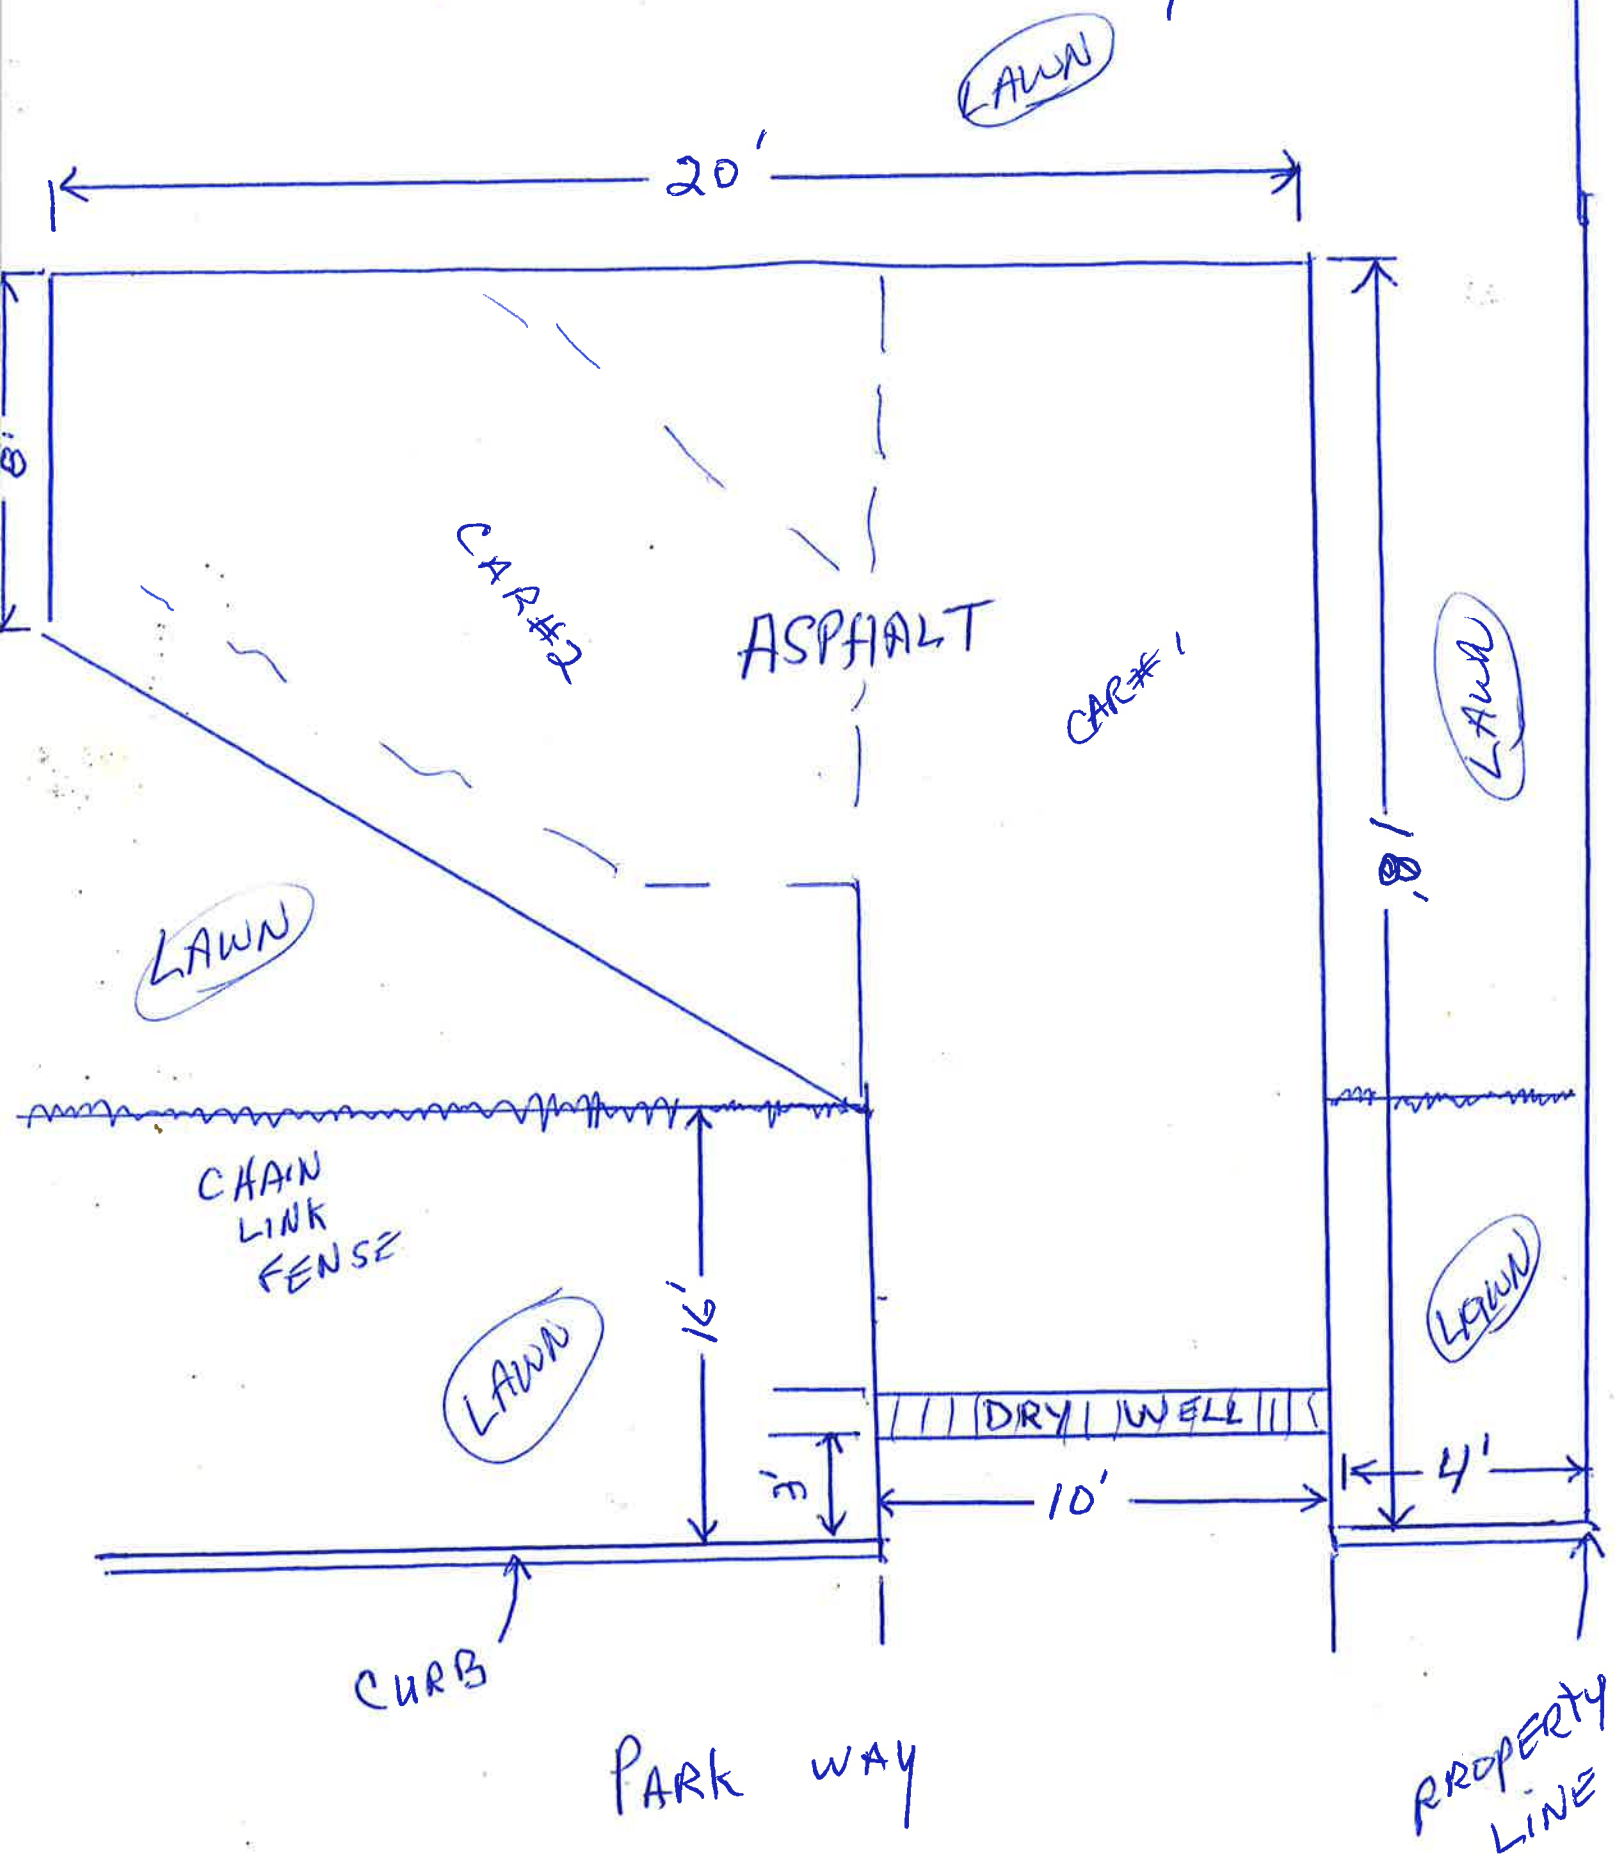 LAWN
20'
8'
CAR#2
ASPHALT
CAR#1
LAWN
18'
LAWN
CHAIN
LINK
FENSE
16'
LAWN
LAWN
DRY WELL
3'
10'
4'
CURB
PARK WAY
PROPERTY
LINE